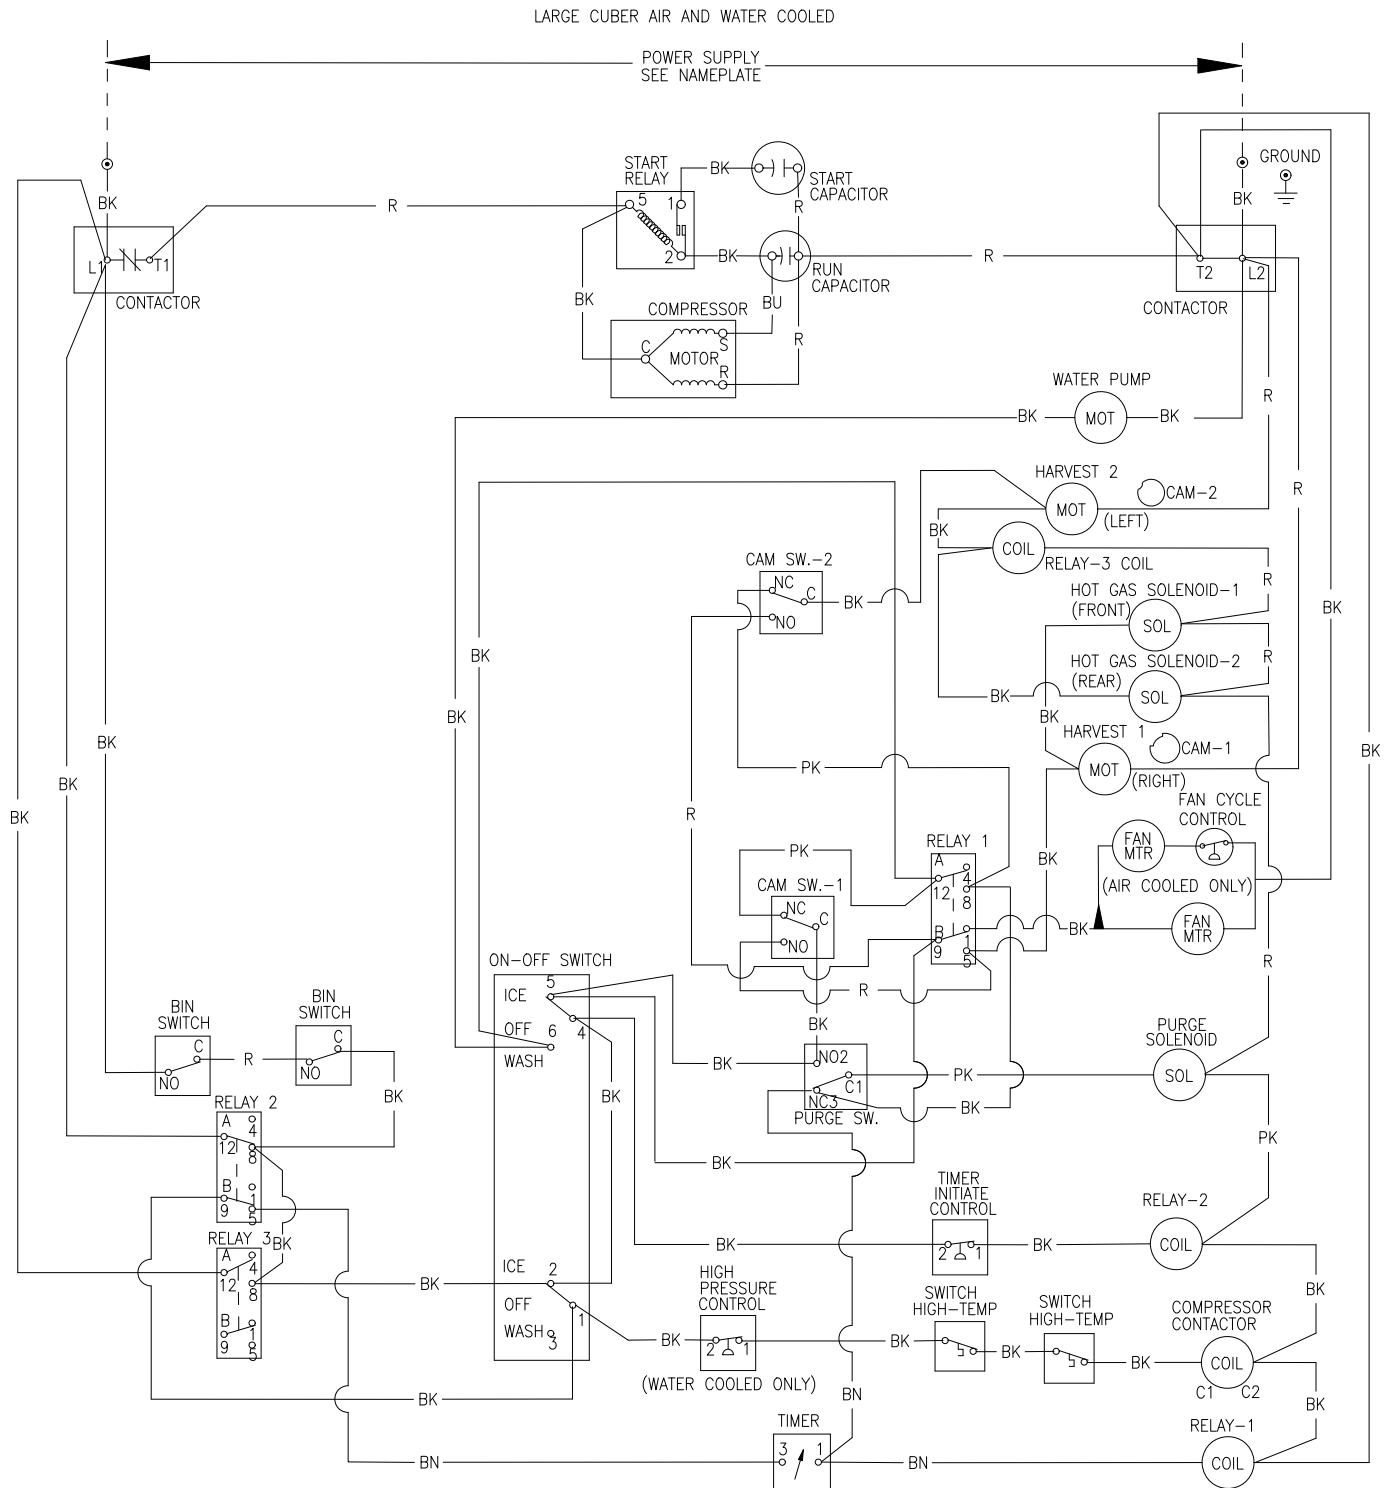 LARGE CUBER AIR AND WATER COOLED
POWER SUPPLY
SEE NAMEPLATE
GROUND
START
RELAY
5
1
2
BK
START
CAPACITOR
R
BK
BK
R
BK
L1
T1
CONTACTOR
BK
RUN
CAPACITOR
R
T2
L2
CONTACTOR
BK
BU
COMPRESSOR
C
MOTOR
S
R
R
WATER PUMP
BK
MOT
BK
R
HARVEST 2
MOT
CAM-2
(LEFT)
R
BK
COIL
RELAY-3 COIL
CAM SW.-2
NC
C
NO
BK
HOT GAS SOLENOID-1
(FRONT)
SOL
R
BK
HOT GAS SOLENOID-2
(REAR)
SOL
R
BK
BK
BK
BK
HARVEST 1
MOT
CAM-1
(RIGHT)
BK
BK
BK
BK
PK
R
FAN CYCLE
CONTROL
FAN
MTR
(AIR COOLED ONLY)
FAN
MTR
BK
BK
RELAY 1
A
4
12
8
B
1
9
5
PK
CAM SW.-1
NC
C
NO
R
R
BK
ON-OFF SWITCH
5
ICE
OFF
6
4
WASH
BIN
SWITCH
C
NO
R
BIN
SWITCH
C
NO
BK
BK
BK
NO2
C1
NC3
PURGE SW.
PK
BK
PURGE
SOLENOID
SOL
PK
RELAY 2
A
4
12
8
B
1
9
5
BK
TIMER
INITIATE
CONTROL
2
1
BK
BK
RELAY-2
COIL
BK
RELAY 3
BK
A
4
12
8
B
1
9
5
BK
ICE
2
OFF
1
WASH
3
HIGH
PRESSURE
CONTROL
2
1
BK
(WATER COOLED ONLY)
BK
SWITCH
HIGH-TEMP
BK
SWITCH
HIGH-TEMP
BK
COMPRESSOR
CONTACTOR
COIL
C1
C2
BK
BK
BN
TIMER
3
1
BN
BN
RELAY-1
COIL